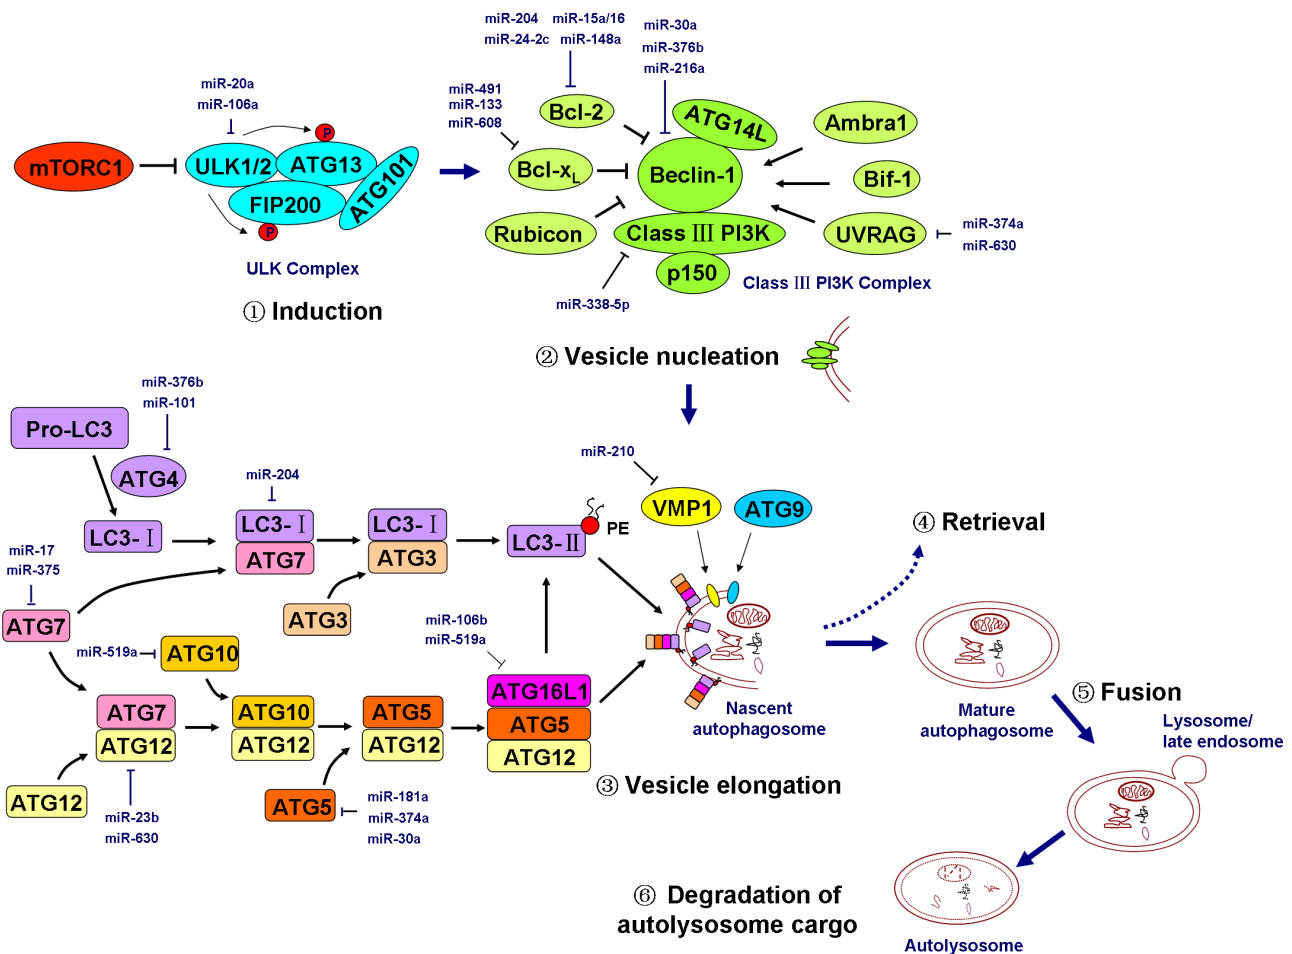 miR-204 miR-15a/16
miR-24-2c miR-148a
miR-30a
miR-376b
miR-216a
miR-20a
miR-106a
miR-491
miR-133
miR-608
mTORC1
ULK1/2
P
ATG13
ATG101
FIP200
P
ULK Complex
① Induction
Bcl-2
Bcl-xL
Rubicon
ATG14L
Beclin-1
Class Ⅲ PI3K
p150
Ambra1
Bif-1
UVRAG
miR-374a
miR-630
miR-338-5p
Class Ⅲ PI3K Complex
② Vesicle nucleation
miR-376b
miR-101
Pro-LC3
ATG4
LC3-Ⅰ
miR-204
LC3-Ⅰ
ATG7
LC3-Ⅰ
ATG3
ATG3
LC3-Ⅱ
PE
miR-210
VMP1
ATG9
④ Retrieval
miR-17
miR-375
ATG7
miR-519a
ATG10
miR-106b
miR-519a
ATG7
ATG12
ATG12
miR-23b
miR-630
ATG10
ATG12
ATG5
ATG12
ATG5
miR-181a
miR-374a
miR-30a
ATG16L1
ATG5
ATG12
Nascent
autophagosome
③ Vesicle elongation
Mature
autophagosome
⑤ Fusion
Lysosome/
late endosome
⑥ Degradation of
autolysosome cargo
Autolysosome